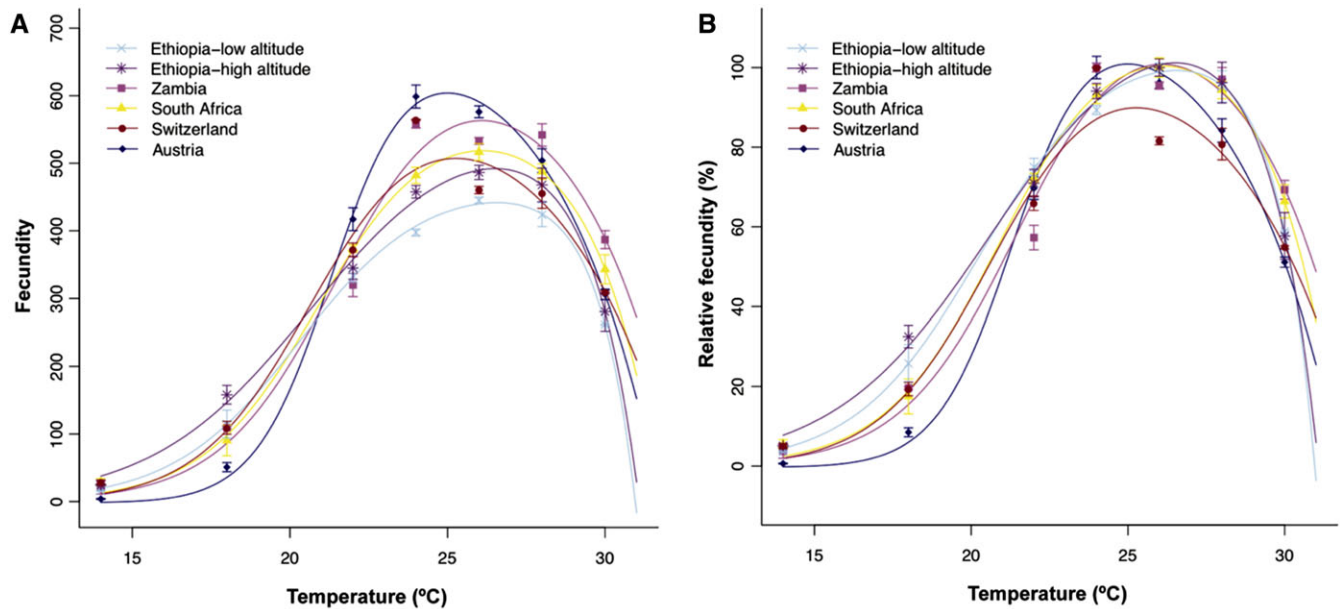 A
Fecundity
700
600
500
400
300
200
100
0
Ethiopia−low altitude
Ethiopia−high altitude
Zambia
South Africa
Switzerland
Austria
15
20
25
30
Temperature (ºC)
B
Relative fecundity (%)
100
80
60
40
20
0
Ethiopia−low altitude
Ethiopia−high altitude
Zambia
South Africa
Switzerland
Austria
15
20
25
30
Temperature (ºC)